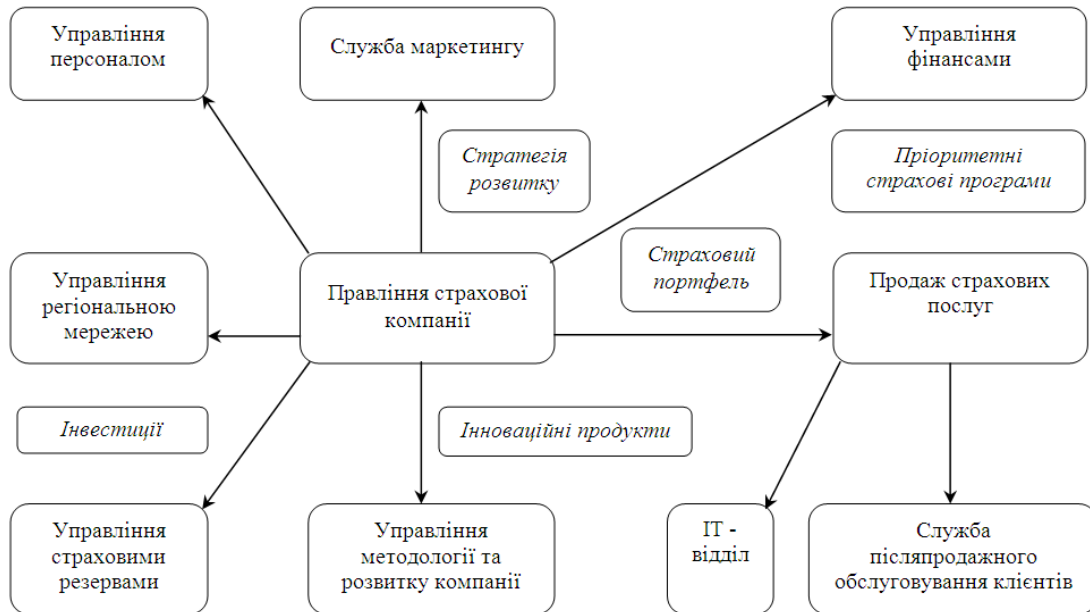 Управління
персоналом
Служба маркетингу
Управління
фінансами
Стратегія
розвитку
Пріоритетні
страхові програми
Управління
регіональною
мережею
Правління страхової
компанії
Страховий
портфель
Продаж страхових
послуг
Інвестиції
Інноваційні продукти
Управління
страховими
резервами
Управління
методології та
розвитку компанії
ІТ -
відділ
Служба
післяпродажного
обслуговування клієнтів